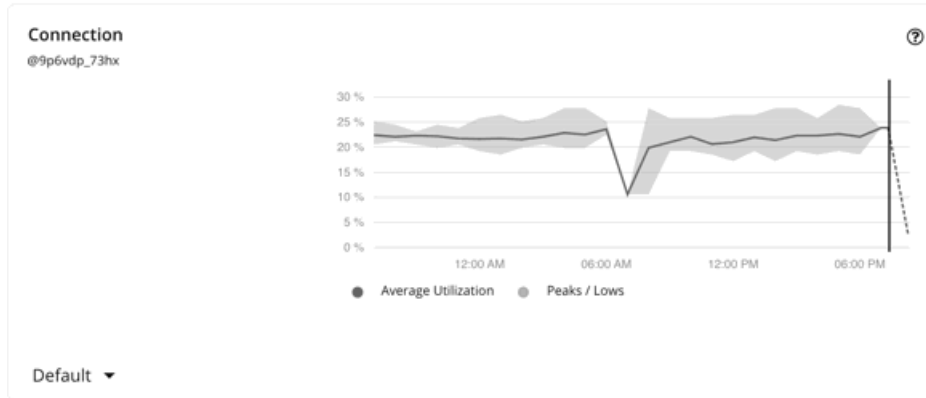 Connection
@9p6vdp_73hx
30 %
25 %
20 %
15 %
10 %
5 %
0 %
12:00 AM 06:00 AM 12:00 PM 06:00 PM
Average Utilization Peaks / Lows
Default